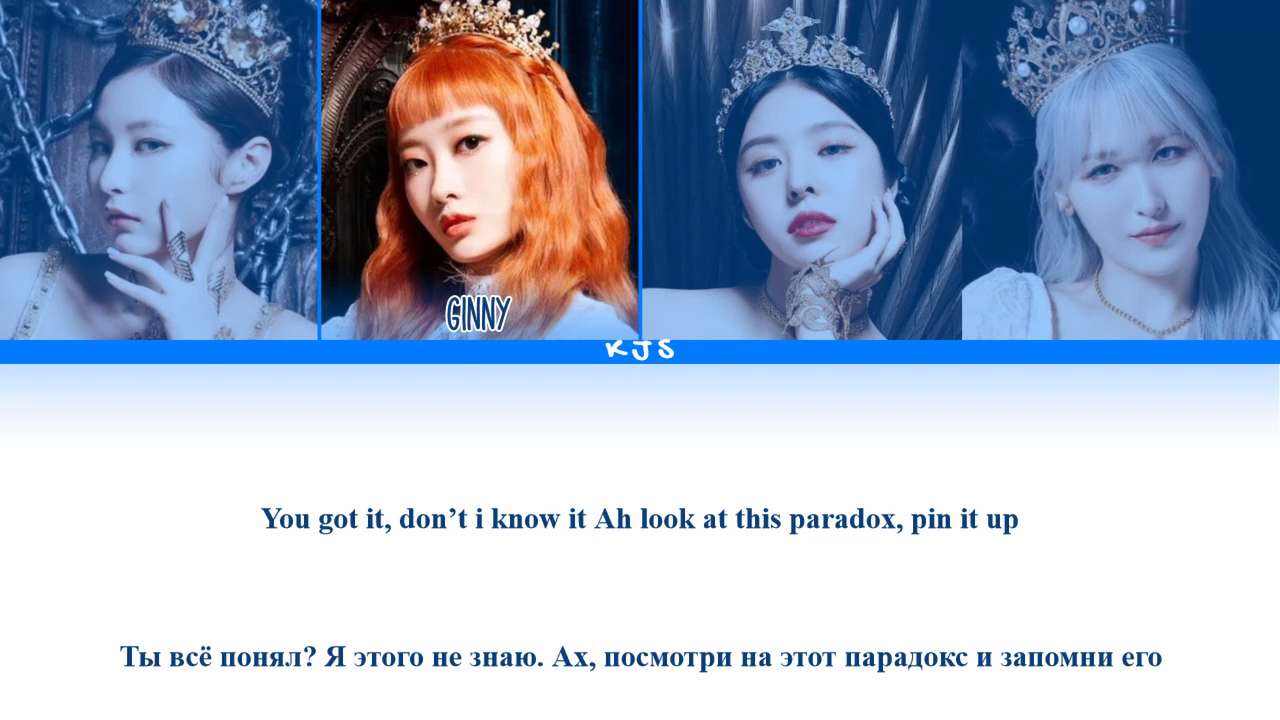 GINNY
KJS
You got it, don’t i know it Ah look at this paradox, pin it up
Ты всё понял? Я этого не знаю. Ах, посмотри на этот парадокс и запомни его